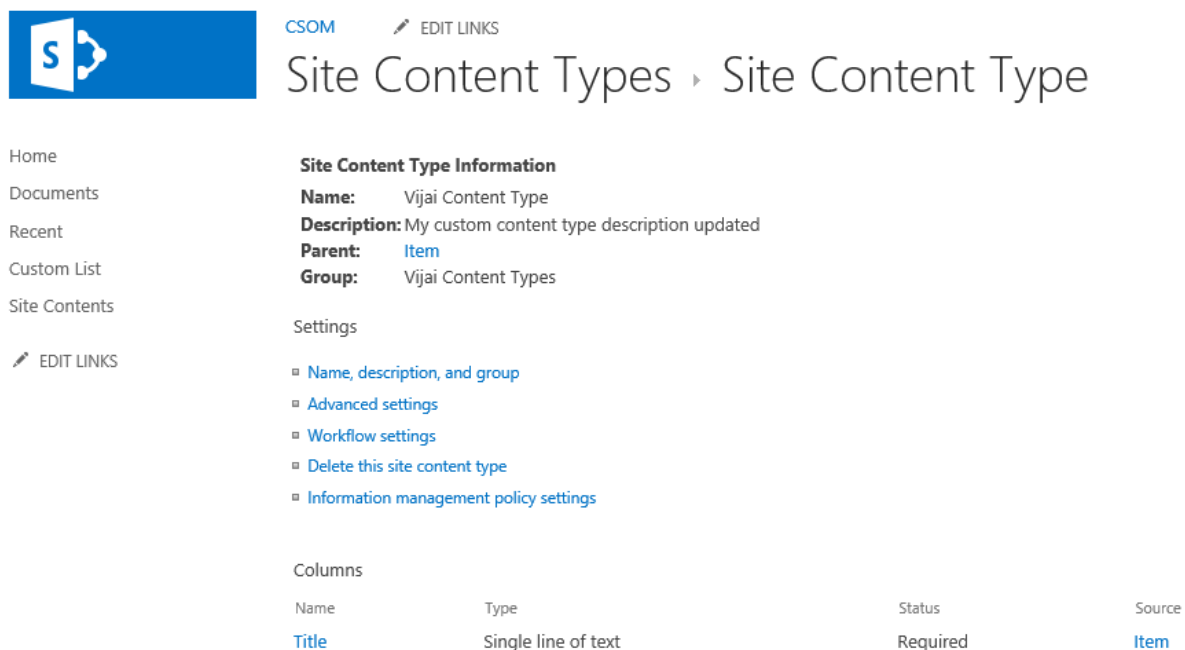 S
CSOM EDIT LINKS
Site Content Types ▸ Site Content Type
Home
Documents
Recent
Custom List
Site Contents
EDIT LINKS
Site Content Type Information
Name: Vijai Content Type
Description: My custom content type description updated
Parent: Item
Group: Vijai Content Types
Settings
Name, description, and group
Advanced settings
Workflow settings
Delete this site content type
Information management policy settings
Columns
Name Type Status Source
Title Single line of text Required Item